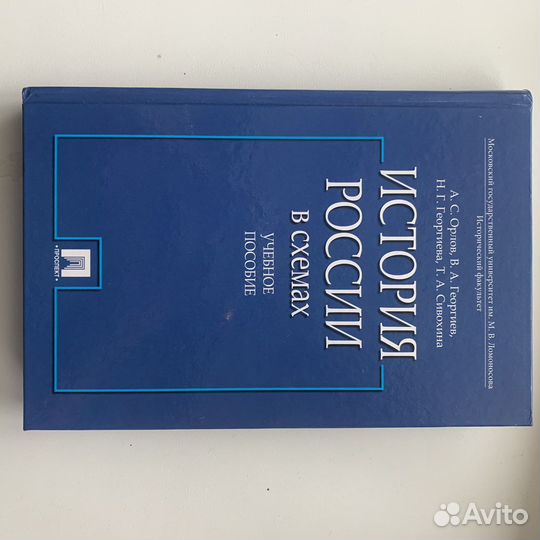 Московский государственный университет им. М. В. Ломоносова
Исторический факультет
А. С. Орлов, В. А. Георгиев,
Н. Г. Георгиева, Т. А. Сивохина
ИСТОРИЯ
РОССИИ
в схемах
УЧЕБНОЕ
ПОСОБИЕ
• ПРОСПЕКТ •
Avito